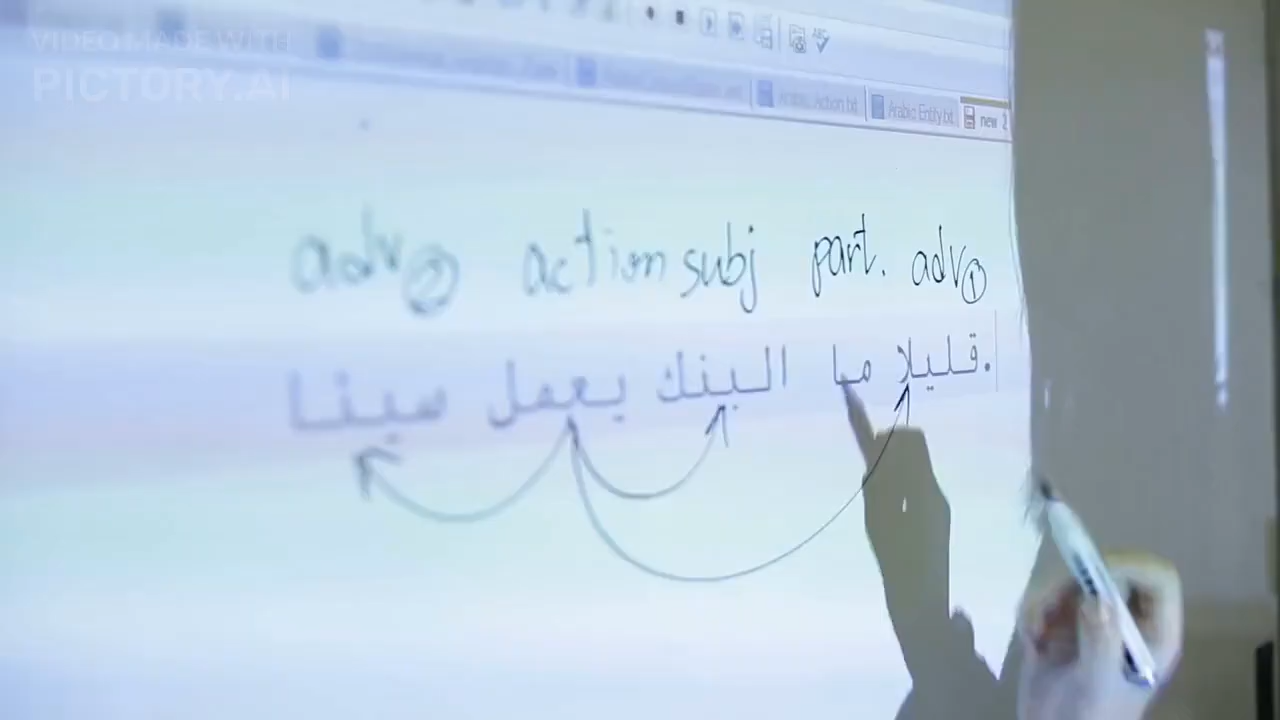 VIDEO MADE WITH
PICTORY.AI
Arabic Action.txt Arabic Entity.txt new 2
adv② action subj part. adv①
قليلا ما البنك يعمل سيئا.